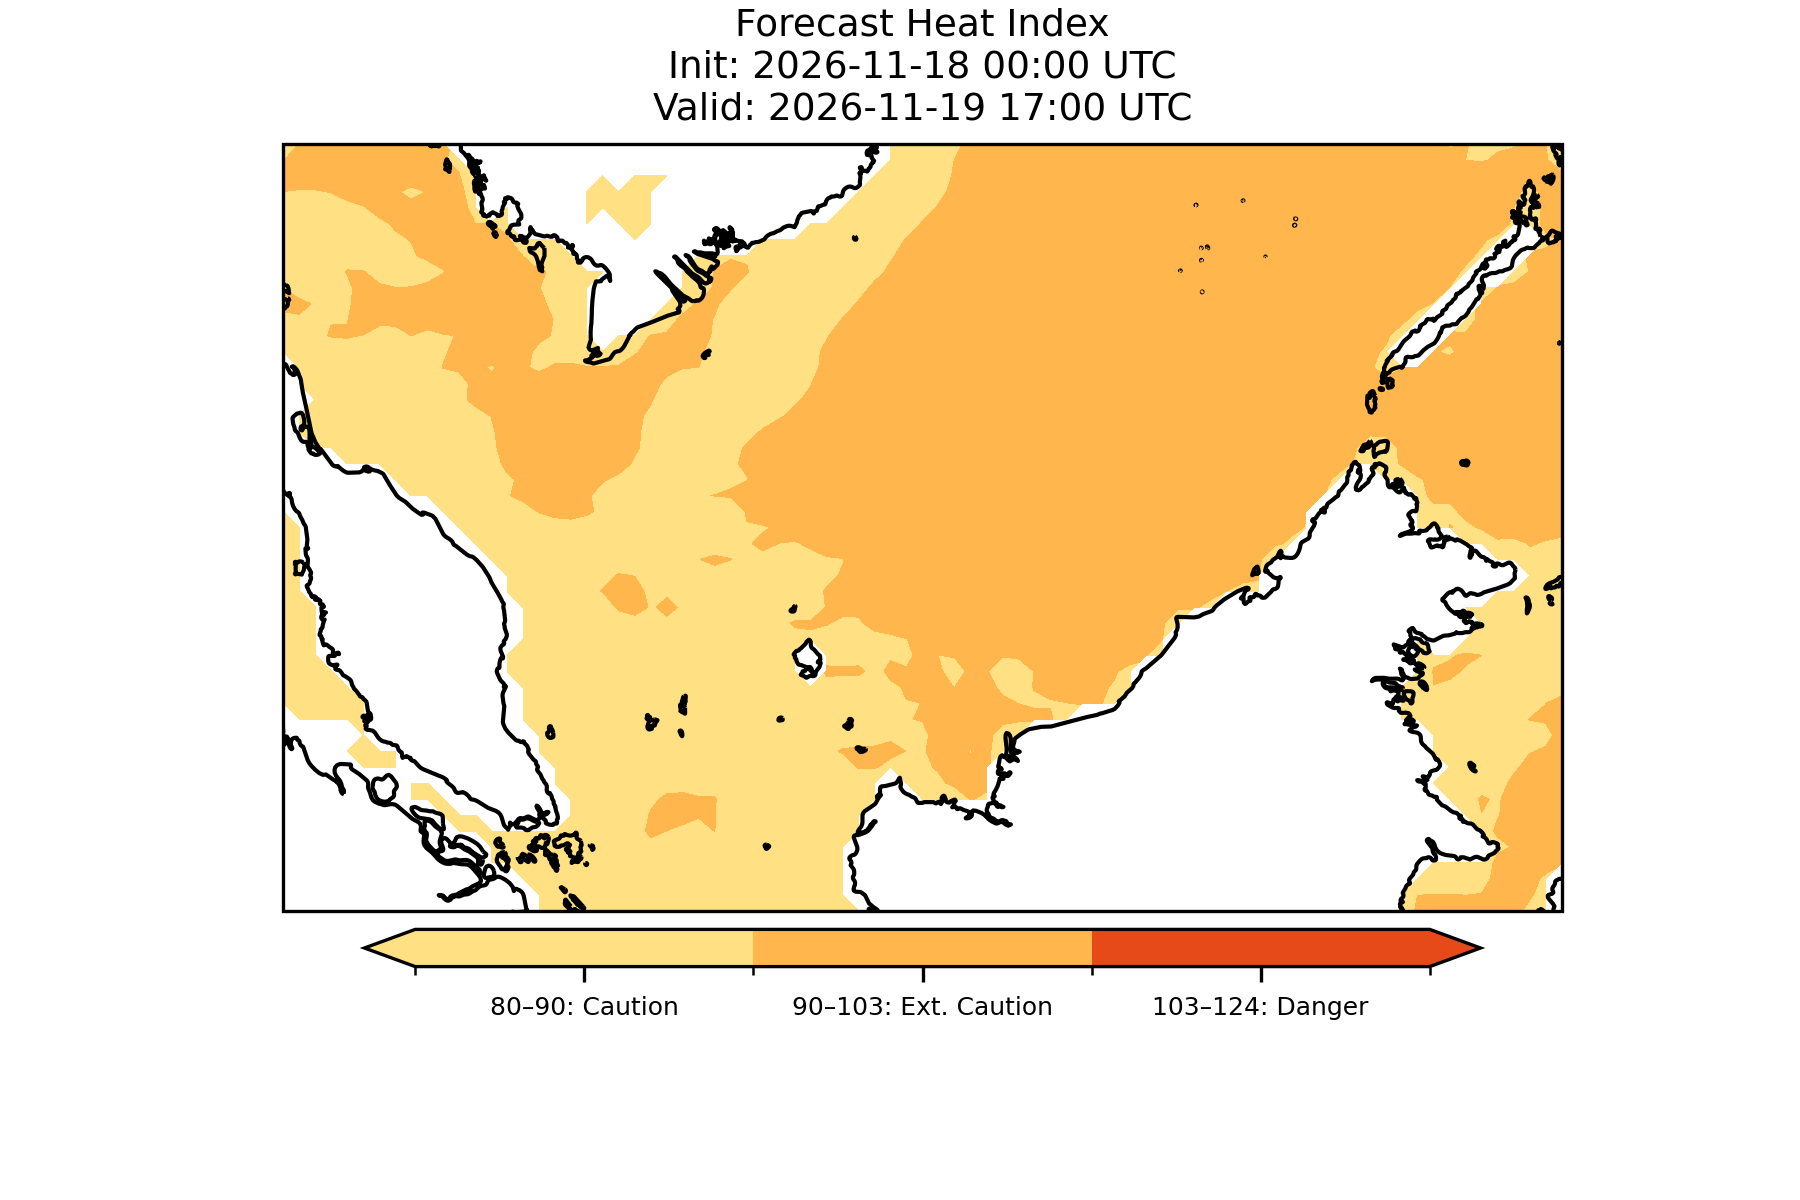 Forecast Heat Index
Init: 2026-11-18 00:00 UTC
Valid: 2026-11-19 17:00 UTC
80–90: Caution
90–103: Ext. Caution
103–124: Danger